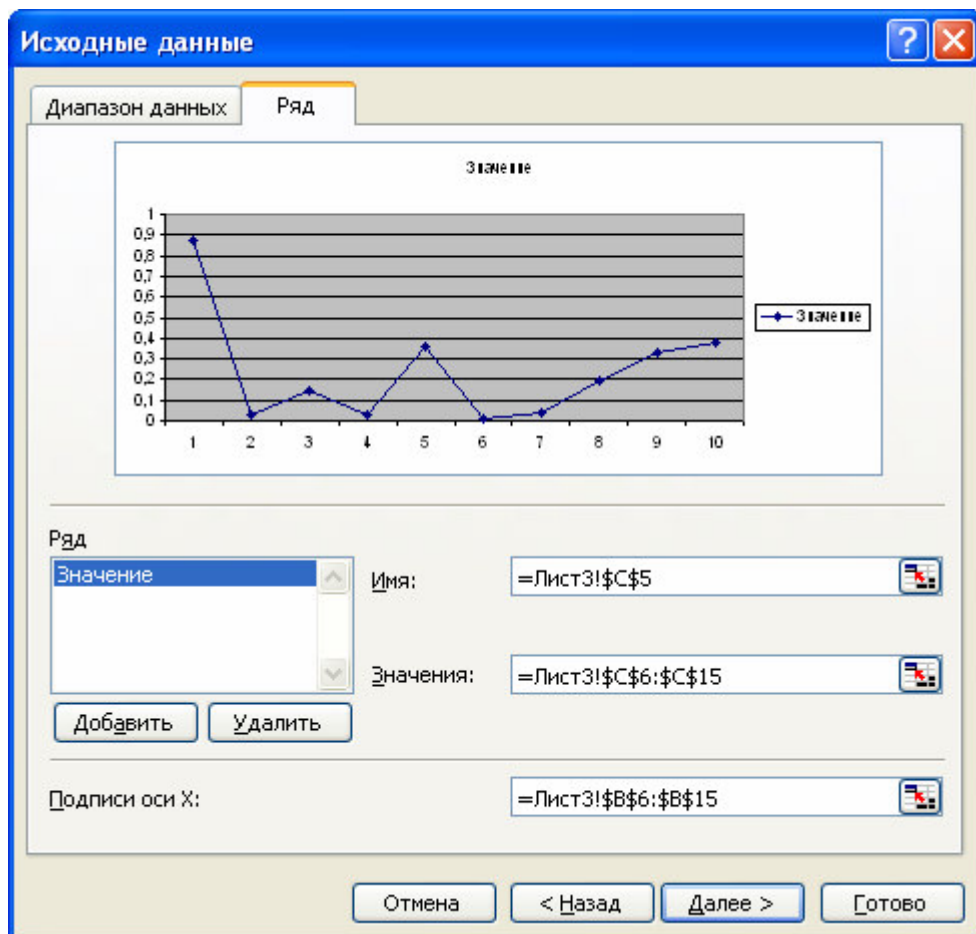 Исходные данные
Диапазон данных
Ряд
Значение
1
0,9
0,8
0,7
0,6
0,5
0,4
0,3
0,2
0,1
0
1 2 3 4 5 6 7 8 9 10
Значение
Ряд
Значение
Имя:
=Лист3!$C$5
Значения:
=Лист3!$C$6:$C$15
Добавить
Удалить
Подписи оси X:
=Лист3!$B$6:$B$15
Отмена
< Назад
Далее >
Готово